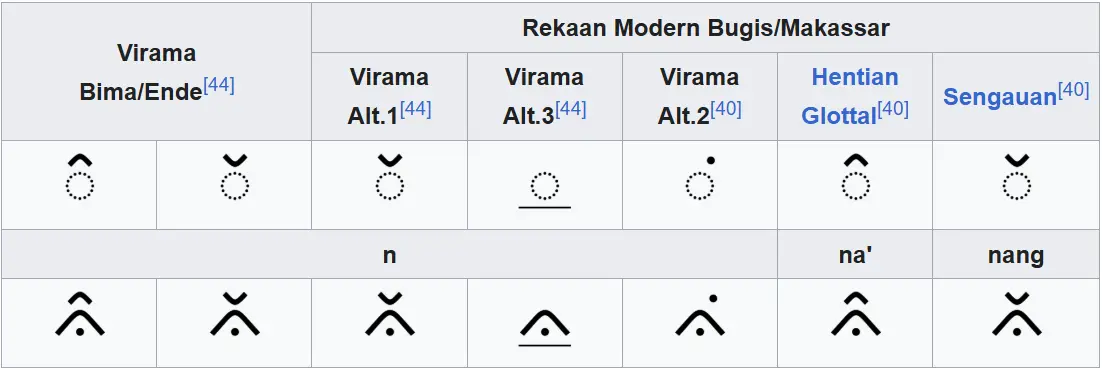 Virama
Bima/Ende[44]
Rekaan Modern Bugis/Makassar
Virama
Alt.1[44]
Virama
Alt.3[44]
Virama
Alt.2[40]
Hentian
Glottal[40]
Sengauan[40]
◌̂ ◌̌ ◌̌ ◌̲ ◌̇ ◌̂ ◌̌
n na' nang
ᨊ̂ ᨊ̌ ᨊ̌ ᨊ̲ ᨊ̇ ᨊ̂ ᨊ̌